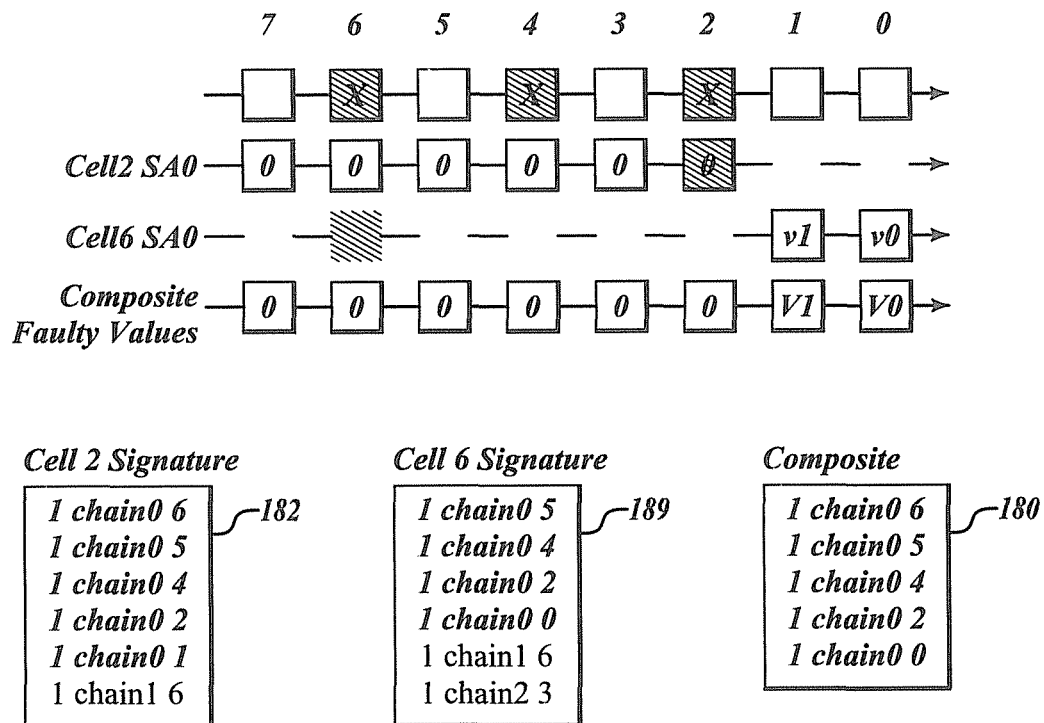 7 6 5 4 3 2 1 0
X X X
Cell2 SA0 0 0 0 0 0 0
Cell6 SA0 v1 v0
Composite
Faulty Values 0 0 0 0 0 0 V1 V0
Cell 2 Signature
1 chain0 6
1 chain0 5
1 chain0 4
1 chain0 2
1 chain0 1
1 chain1 6
182
Cell 6 Signature
1 chain0 5
1 chain0 4
1 chain0 2
1 chain0 0
1 chain1 6
1 chain2 3
189
Composite
1 chain0 6
1 chain0 5
1 chain0 4
1 chain0 2
1 chain0 0
180